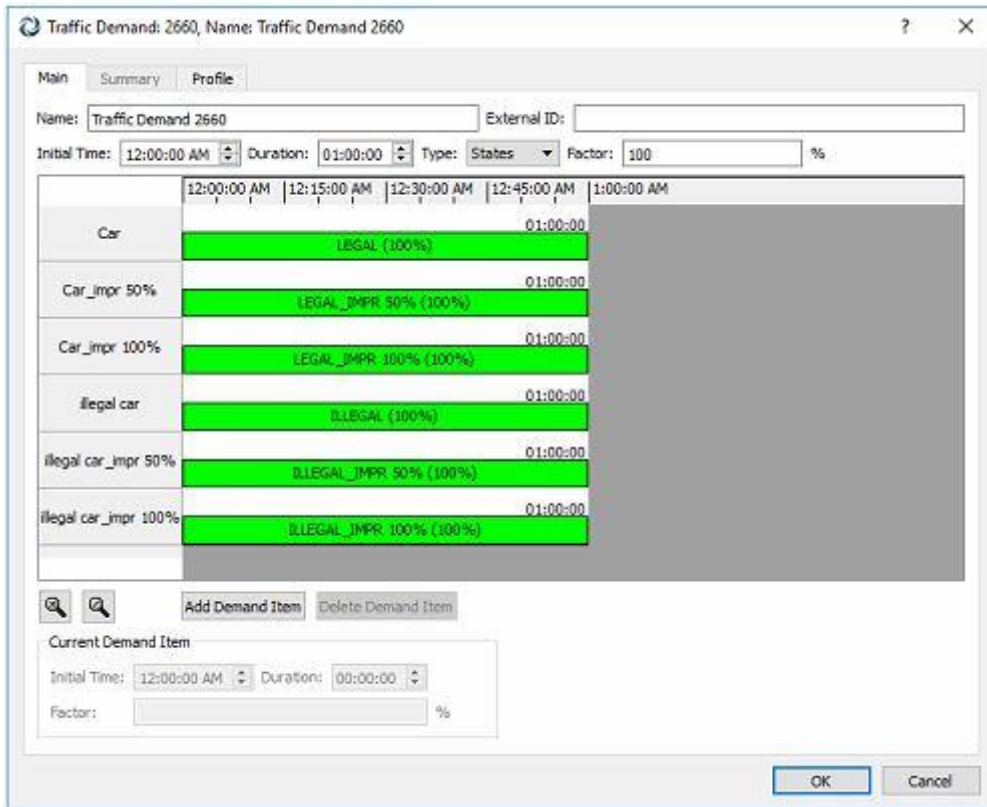 Traffic Demand: 2660, Name: Traffic Demand 2660 ?
Main Summary Profile
Name: Traffic Demand 2660 External ID:
Initial Time: 12:00:00 AM Duration: 01:00:00 Type: States Factor: 100 %
12:00:00 AM 12:15:00 AM 12:30:00 AM 12:45:00 AM 1:00:00 AM
01:00:00
Car LEGAL (100%)
01:00:00
Car_impr 50% LEGAL_IMPR 50% (100%)
01:00:00
Car_impr 100% LEGAL_IMPR 100% (100%)
01:00:00
illegal car ILLEGAL (100%)
01:00:00
illegal car_impr 50% ILLEGAL_IMPR 50% (100%)
01:00:00
illegal car_impr 100% ILLEGAL_IMPR 100% (100%)
Add Demand Item Delete Demand Item
Current Demand Item
Initial Time: 12:00:00 AM Duration: 00:00:00
Factor: %
OK Cancel